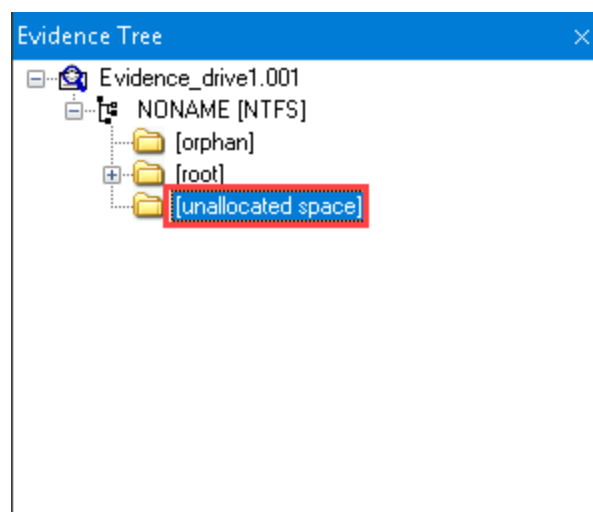 Evidence Tree
Evidence_drive1.001
NONAME [NTFS]
[orphan]
[root]
[unallocated space]